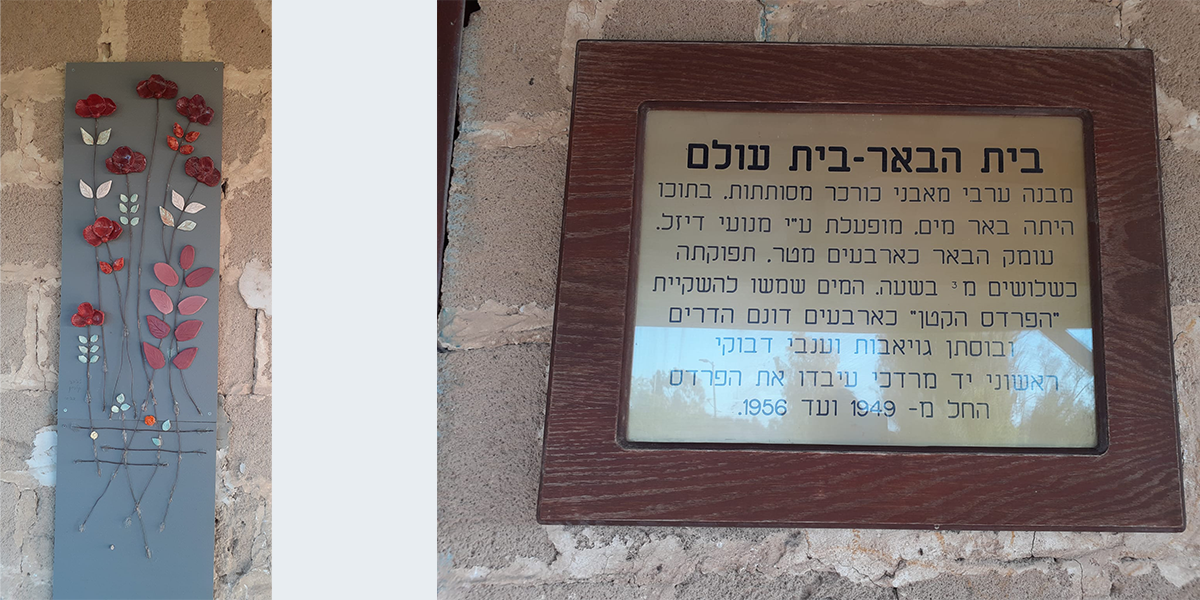 בית הבאר-בית עולם
מבנה ערבי מאבני כורכר מסותתות. בתוכו
היתה באר מים. מופעלת ע"י מנועי דיזל.
עומק הבאר כארבעים מטר. תפוקתה
כשלושים מ³ בשעה. המים שמשו להשקיית
"הפרדס הקטן" כארבעים דונם הדרים
ובוסתן גויאבות וענבי דבוקי
ראשוני יד מרדכי עיבדו את הפרדס
החל מ- 1949 ועד 1956.